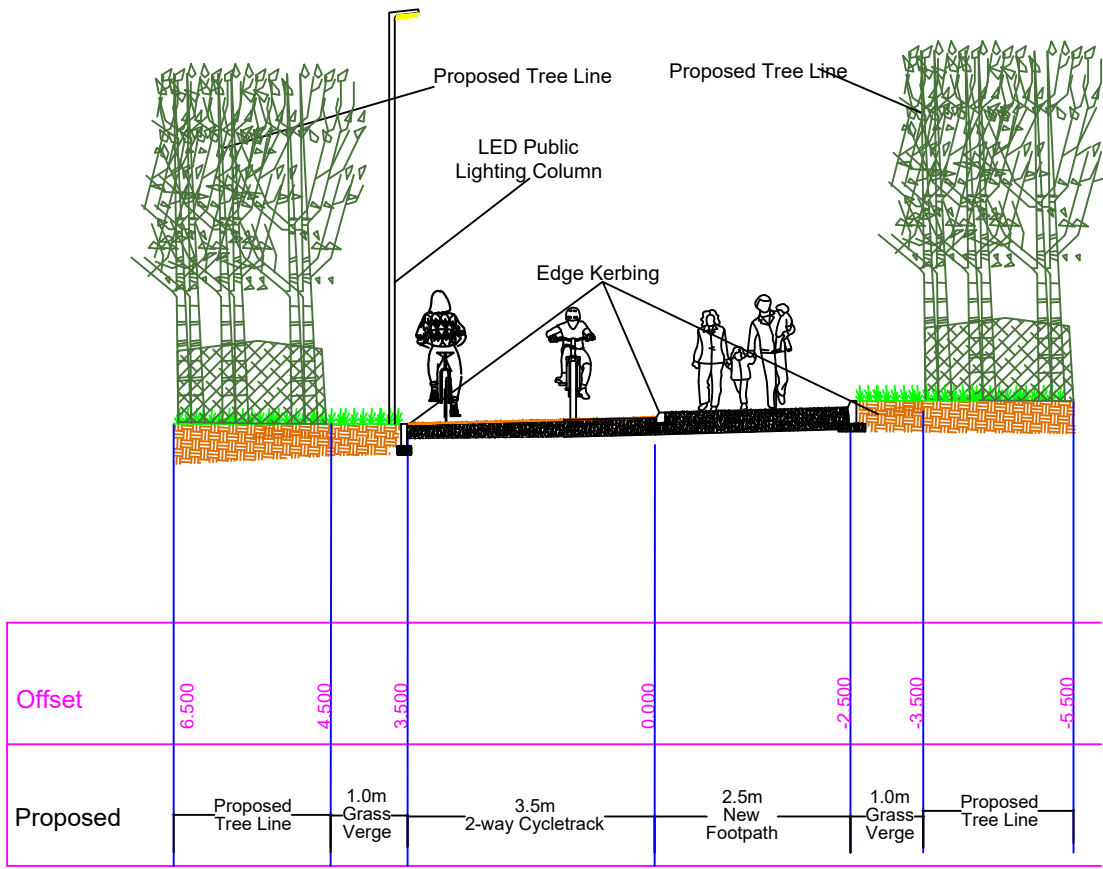 Proposed Tree Line
Proposed Tree Line
LED Public
Lighting Column
Edge Kerbing
Offset
6.500
4.500
3.500
0.000
-2.500
-3.500
-5.500
Proposed
Proposed
Tree Line
1.0m
Grass
Verge
3.5m
2-way Cycletrack
2.5m
New
Footpath
1.0m
Grass
Verge
Proposed
Tree Line